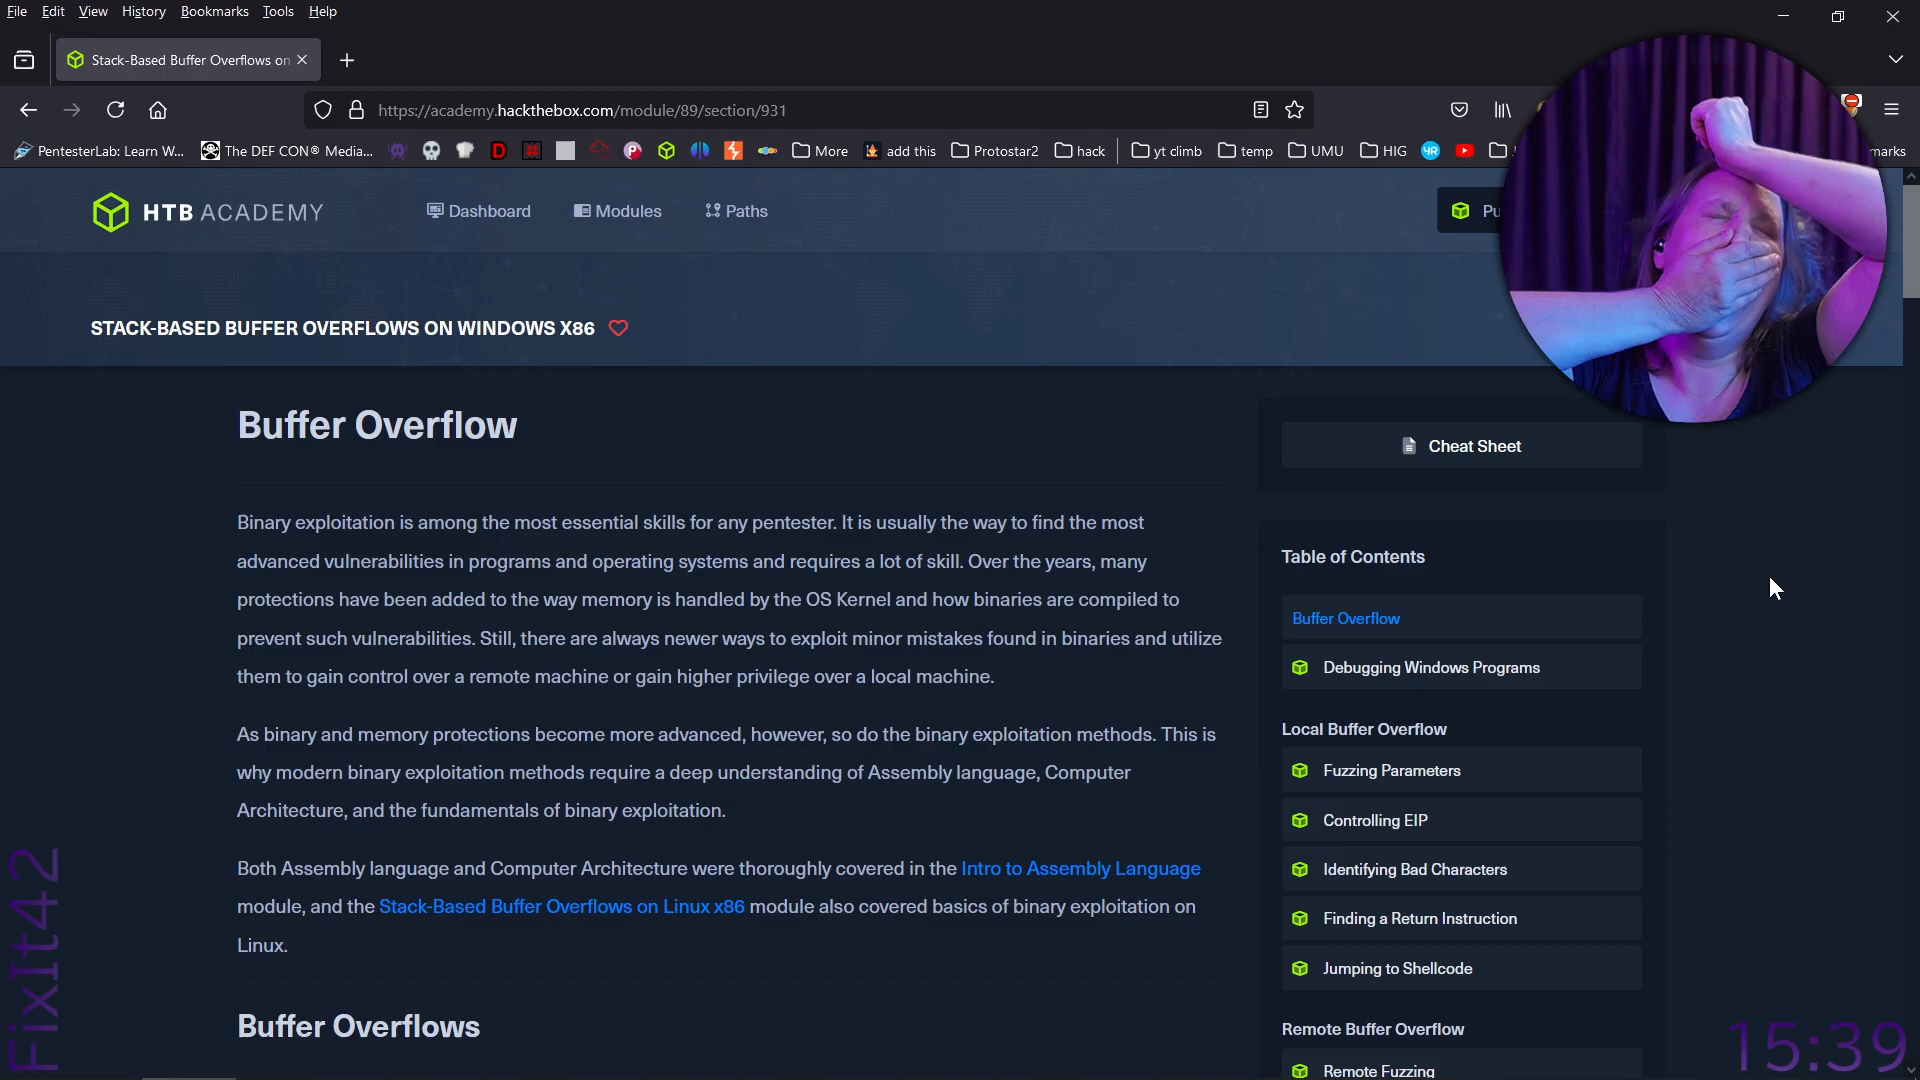 File Edit View History Bookmarks Tools Help
Stack-Based Buffer Overflows on
https://academy.hackthebox.com/module/89/section/931
PentesterLab: Learn W... The DEF CON® Media... More add this Protostar2 hack yt climb temp UMU HIG marks
HTB ACADEMY Dashboard Modules Paths
STACK-BASED BUFFER OVERFLOWS ON WINDOWS X86
Buffer Overflow
Binary exploitation is among the most essential skills for any pentester. It is usually the way to find the most
advanced vulnerabilities in programs and operating systems and requires a lot of skill. Over the years, many
protections have been added to the way memory is handled by the OS Kernel and how binaries are compiled to
prevent such vulnerabilities. Still, there are always newer ways to exploit minor mistakes found in binaries and utilize
them to gain control over a remote machine or gain higher privilege over a local machine.
As binary and memory protections become more advanced, however, so do the binary exploitation methods. This is
why modern binary exploitation methods require a deep understanding of Assembly language, Computer
Architecture, and the fundamentals of binary exploitation.
Both Assembly language and Computer Architecture were thoroughly covered in the Intro to Assembly Language
module, and the Stack-Based Buffer Overflows on Linux x86 module also covered basics of binary exploitation on
Linux.
Buffer Overflows
Cheat Sheet
Table of Contents
Buffer Overflow
Debugging Windows Programs
Local Buffer Overflow
Fuzzing Parameters
Controlling EIP
Identifying Bad Characters
Finding a Return Instruction
Jumping to Shellcode
Remote Buffer Overflow
Remote Fuzzing
FixIt42
15:39